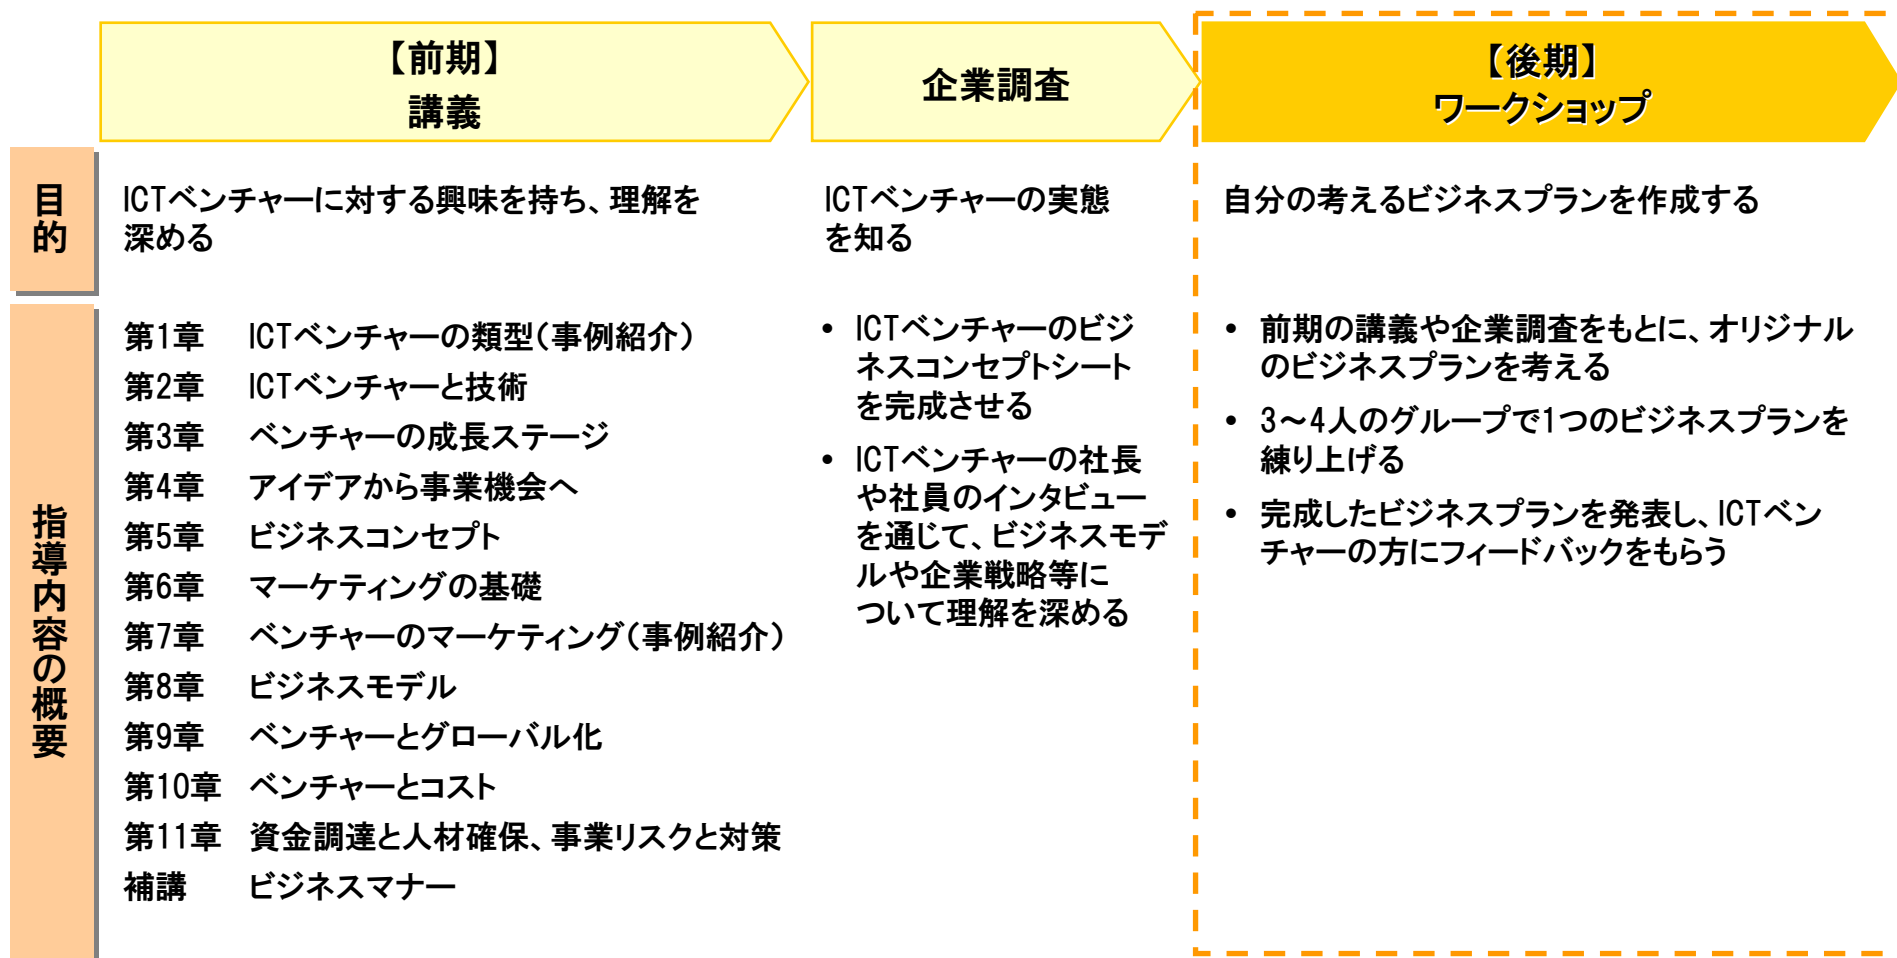 【前期】
講義
企業調査
【後期】
ワークショップ
目的
ICTベンチャーに対する興味を持ち、理解を
深める
ICTベンチャーの実態
を知る
自分の考えるビジネスプランを作成する
指導内容の概要
第1章 ICTベンチャーの類型（事例紹介）
第2章 ICTベンチャーと技術
第3章 ベンチャーの成長ステージ
第4章 アイデアから事業機会へ
第5章 ビジネスコンセプト
第6章 マーケティングの基礎
第7章 ベンチャーのマーケティング（事例紹介）
第8章 ビジネスモデル
第9章 ベンチャーとグローバル化
第10章 ベンチャーとコスト
第11章 資金調達と人材確保、事業リスクと対策
補講 ビジネスマナー
• ICTベンチャーのビジ
ネスコンセプトシート
を完成させる
• ICTベンチャーの社長
や社員のインタビュー
を通じて、ビジネスモデ
ルや企業戦略等に
ついて理解を深める
• 前期の講義や企業調査をもとに、オリジナル
のビジネスプランを考える
• 3～4人のグループで1つのビジネスプランを
練り上げる
• 完成したビジネスプランを発表し、ICTベン
チャーの方にフィードバックをもらう